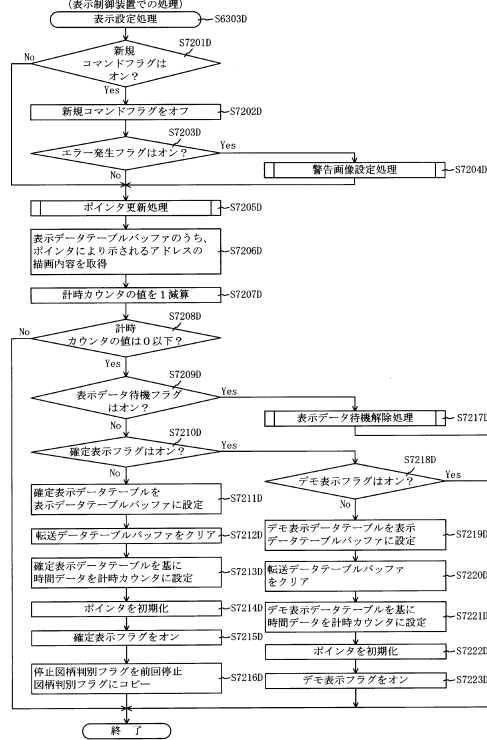 (表示制御装置での処理)
表示設定処理
S6303D
新規
コマンドフラグは
オン？
S7201D
No
Yes
新規コマンドフラグをオフ
S7202D
エラー発生フラグはオン？
S7203D
Yes
No
警告画像設定処理
S7204D
ポインタ更新処理
S7205D
表示データテーブルバッファのうち、
ポインタにより示されるアドレスの
描画内容を取得
S7206D
計時カウンタの値を１減算
S7207D
計時
カウンタの値は０以下？
S7208D
No
Yes
表示データ待機フラグ
はオン？
S7209D
Yes
No
表示データ待機解除処理
S7217D
確定表示フラグはオン？
S7210D
Yes
No
デモ表示フラグはオン？
S7218D
Yes
No
確定表示データテーブルを
表示データテーブルバッファに設定
S7211D
転送データテーブルバッファをクリア
S7212D
確定表示データテーブルを基に
時間データを計時カウンタに設定
S7213D
ポインタを初期化
S7214D
確定表示フラグをオン
S7215D
停止図柄判別フラグを前回停止
図柄判別フラグにコピー
S7216D
デモ表示データテーブルを表示
データテーブルバッファに設定
S7219D
転送データテーブルバッファ
をクリア
S7220D
デモ表示データテーブルを基に
時間データを計時カウンタに設定
S7221D
ポインタを初期化
S7222D
デモ表示フラグをオン
S7223D
終了